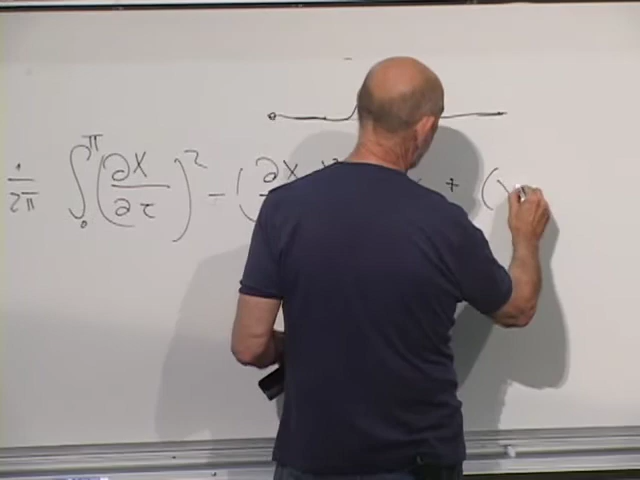 1/2π ∫₀^π (∂X/∂τ)² - (∂X + (